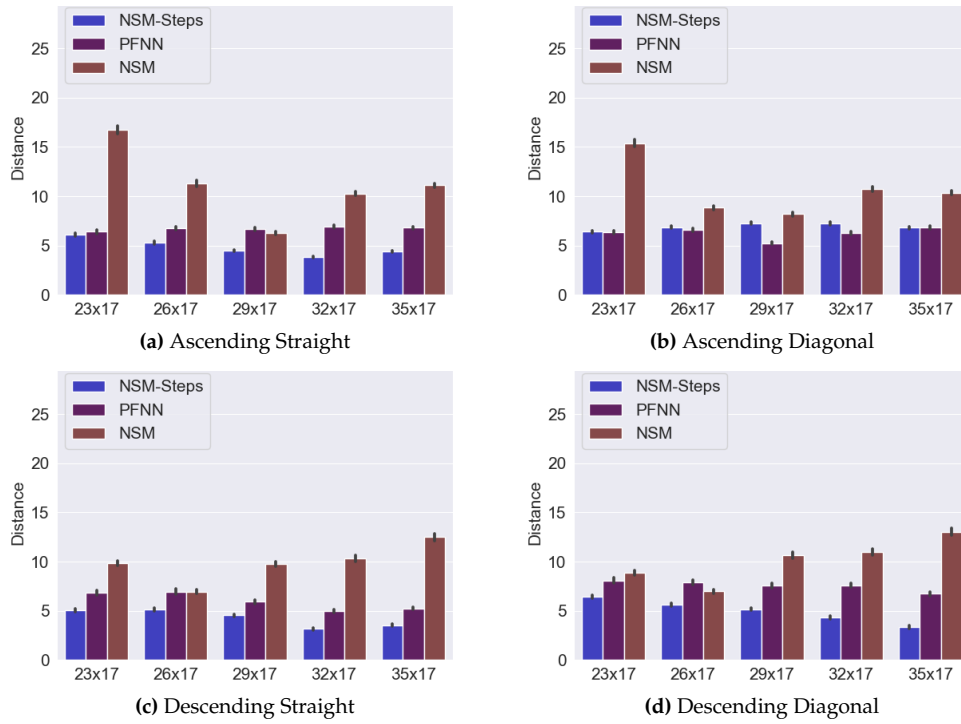 NSM-Steps
PFNN
NSM
25
20
15
10
5
0
Distance
23x17 26x17 29x17 32x17 35x17
(a) Ascending Straight
NSM-Steps
PFNN
NSM
25
20
15
10
5
0
Distance
23x17 26x17 29x17 32x17 35x17
(b) Ascending Diagonal
NSM-Steps
PFNN
NSM
25
20
15
10
5
0
Distance
23x17 26x17 29x17 32x17 35x17
(c) Descending Straight
NSM-Steps
PFNN
NSM
25
20
15
10
5
0
Distance
23x17 26x17 29x17 32x17 35x17
(d) Descending Diagonal